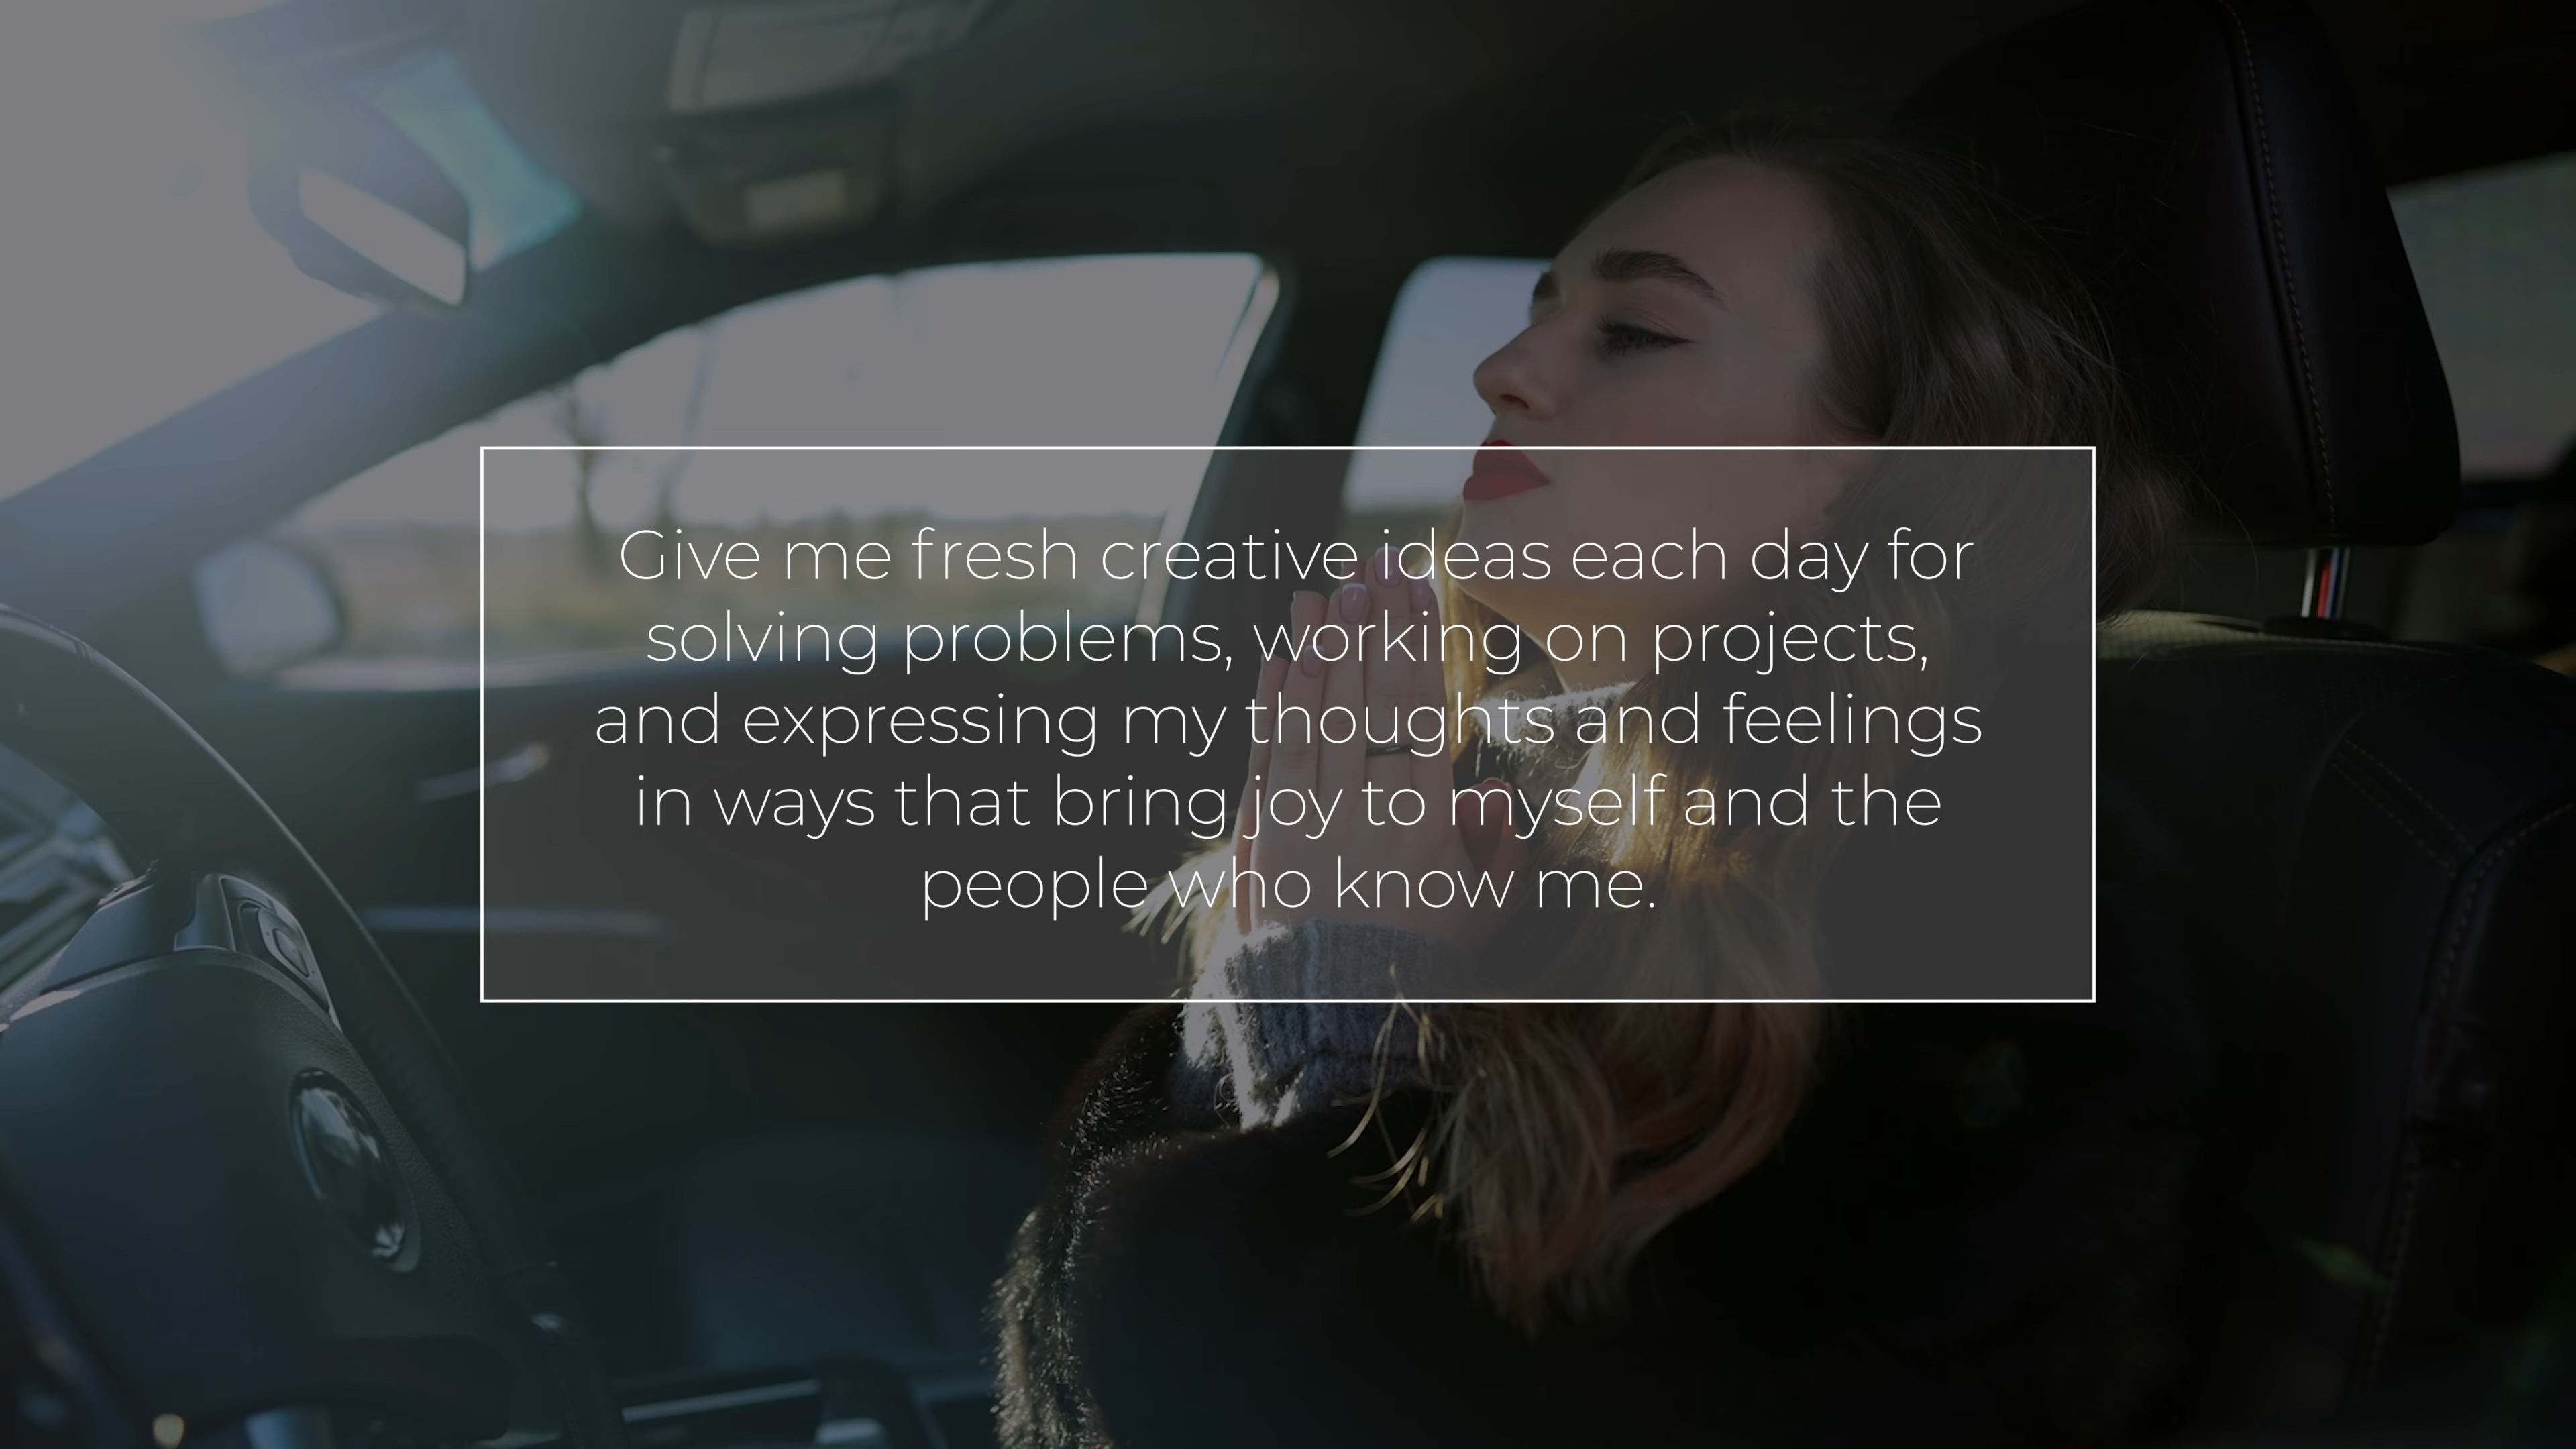 Give me fresh creative ideas each day for
solving problems, working on projects,
and expressing my thoughts and feelings
in ways that bring joy to myself and the
people who know me.